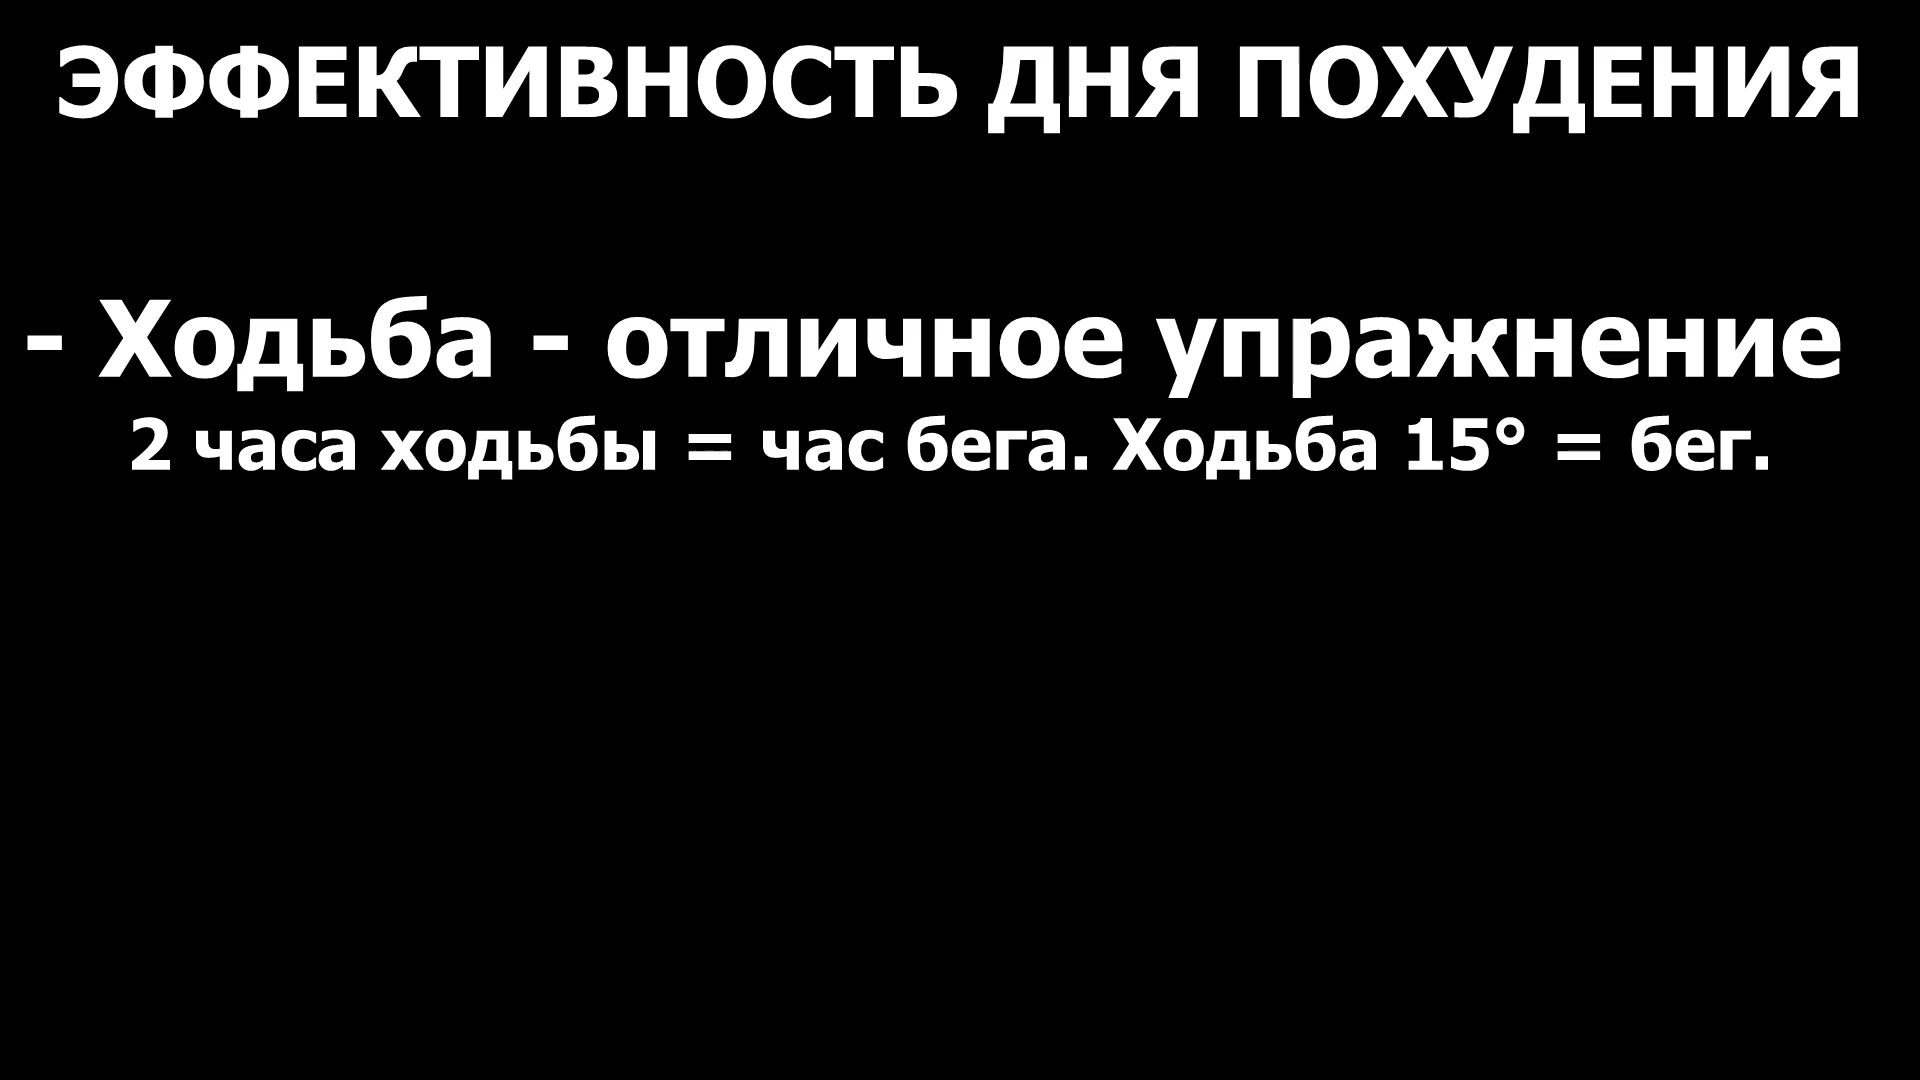 ЭФФЕКТИВНОСТЬ ДНЯ ПОХУДЕНИЯ
- Ходьба - отличное упражнение
2 часа ходьбы = час бега. Ходьба 15° = бег.